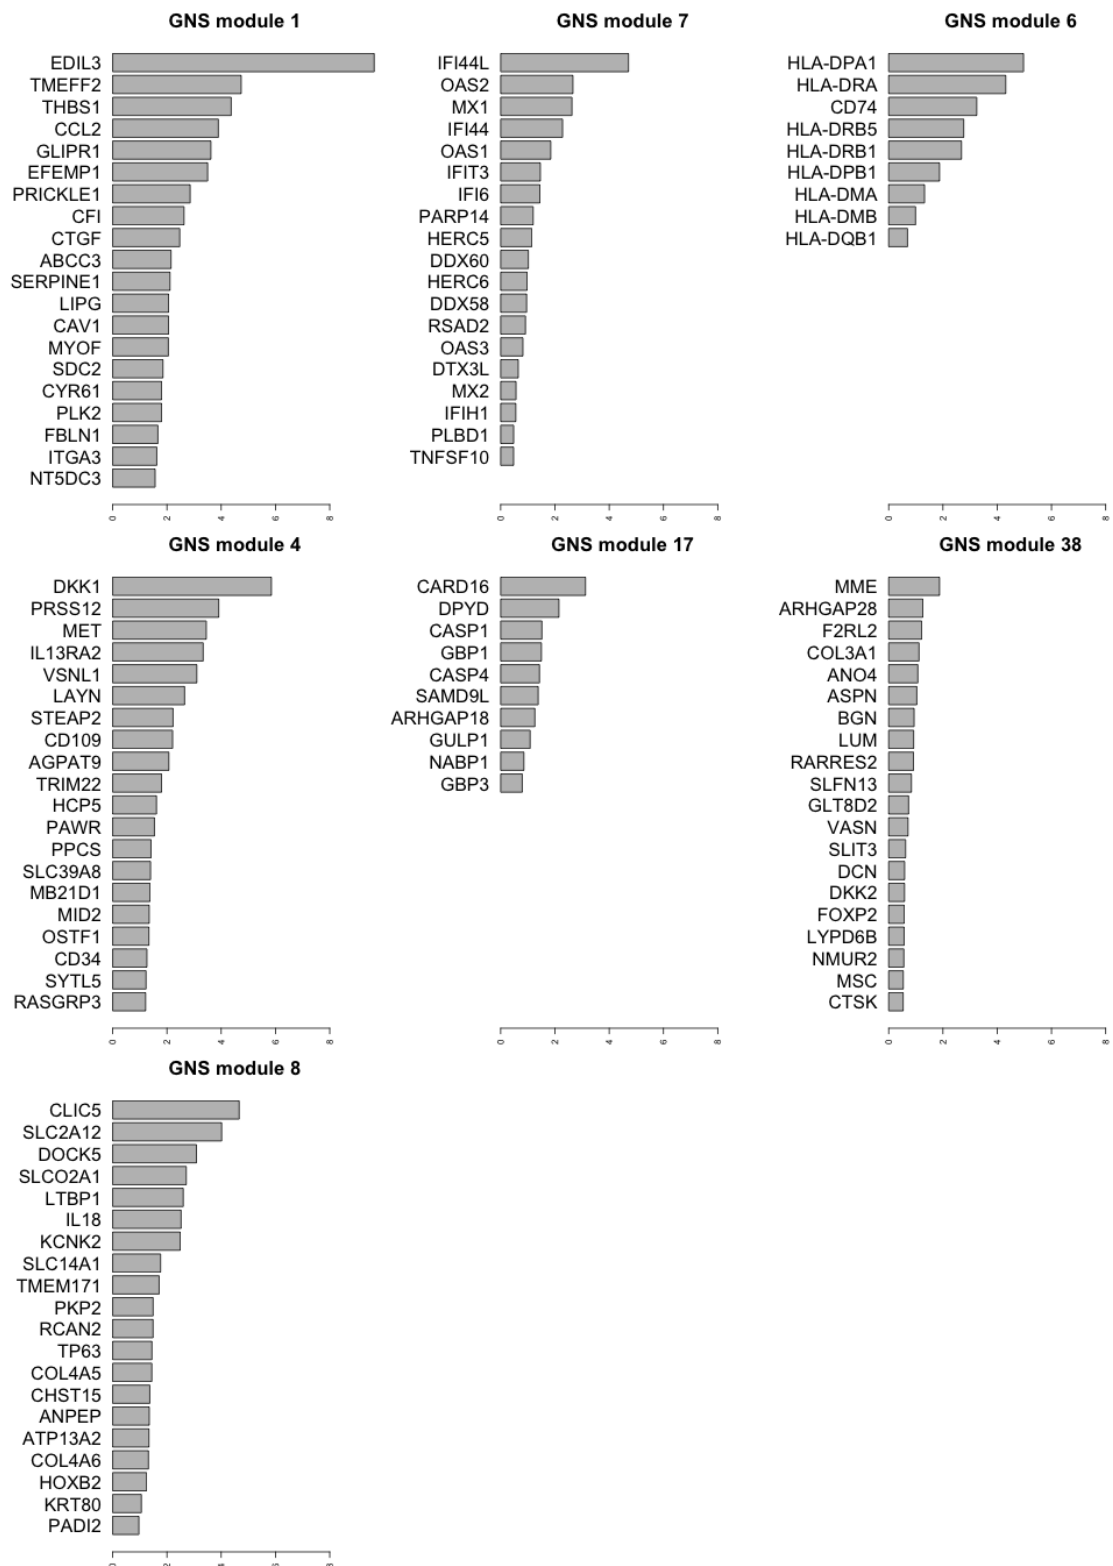 GNS module 1
EDIL3
TMEFF2
THBS1
CCL2
GLIPR1
EFEMP1
PRICKLE1
CFI
CTGF
ABCC3
SERPINE1
LIPG
CAV1
MYOF
SDC2
CYR61
PLK2
FBLN1
ITGA3
NT5DC3
0 2 4 6 8
GNS module 7
IFI44L
OAS2
MX1
IFI44
OAS1
IFIT3
IFI6
PARP14
HERC5
DDX60
HERC6
DDX58
RSAD2
OAS3
DTX3L
MX2
IFIH1
PLBD1
TNFSF10
0 2 4 6 8
GNS module 6
HLA-DPA1
HLA-DRA
CD74
HLA-DRB5
HLA-DRB1
HLA-DPB1
HLA-DMA
HLA-DMB
HLA-DQB1
0 2 4 6 8
GNS module 4
DKK1
PRSS12
MET
IL13RA2
VSNL1
LAYN
STEAP2
CD109
AGPAT9
TRIM22
HCP5
PAWR
PPCS
SLC39A8
MB21D1
MID2
OSTF1
CD34
SYTL5
RASGRP3
0 2 4 6 8
GNS module 17
CARD16
DPYD
CASP1
GBP1
CASP4
SAMD9L
ARHGAP18
GULP1
NABP1
GBP3
0 2 4 6 8
GNS module 38
MME
ARHGAP28
F2RL2
COL3A1
ANO4
ASPN
BGN
LUM
RARRES2
SLFN13
GLT8D2
VASN
SLIT3
DCN
DKK2
FOXP2
LYPD6B
NMUR2
MSC
CTSK
0 2 4 6 8
GNS module 8
CLIC5
SLC2A12
DOCK5
SLCO2A1
LTBP1
IL18
KCNK2
SLC14A1
TMEM171
PKP2
RCAN2
TP63
COL4A5
CHST15
ANPEP
ATP13A2
COL4A6
HOXB2
KRT80
PADI2